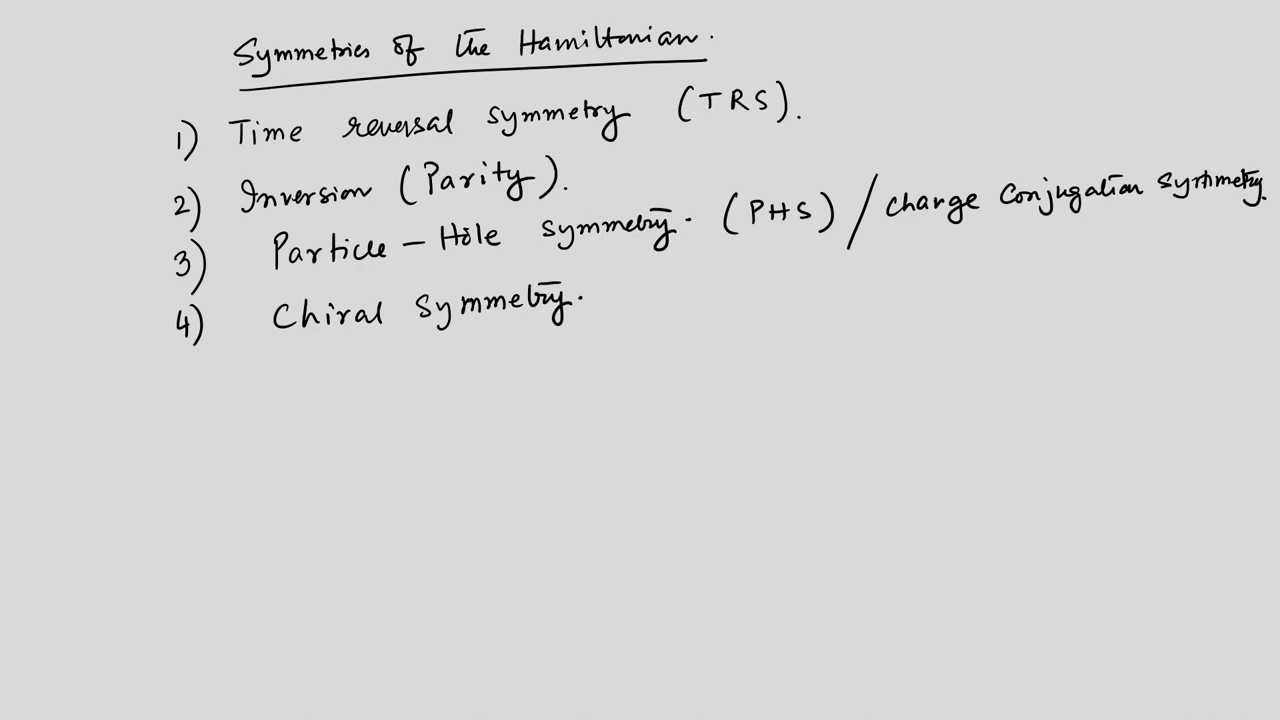 Symmetries of the Hamiltonian.
1) Time reversal symmetry (TRS).
2) Inversion (Parity).
3) Particle - Hole symmetry. (PHS) / charge conjugation symmetry.
4) Chiral symmetry.